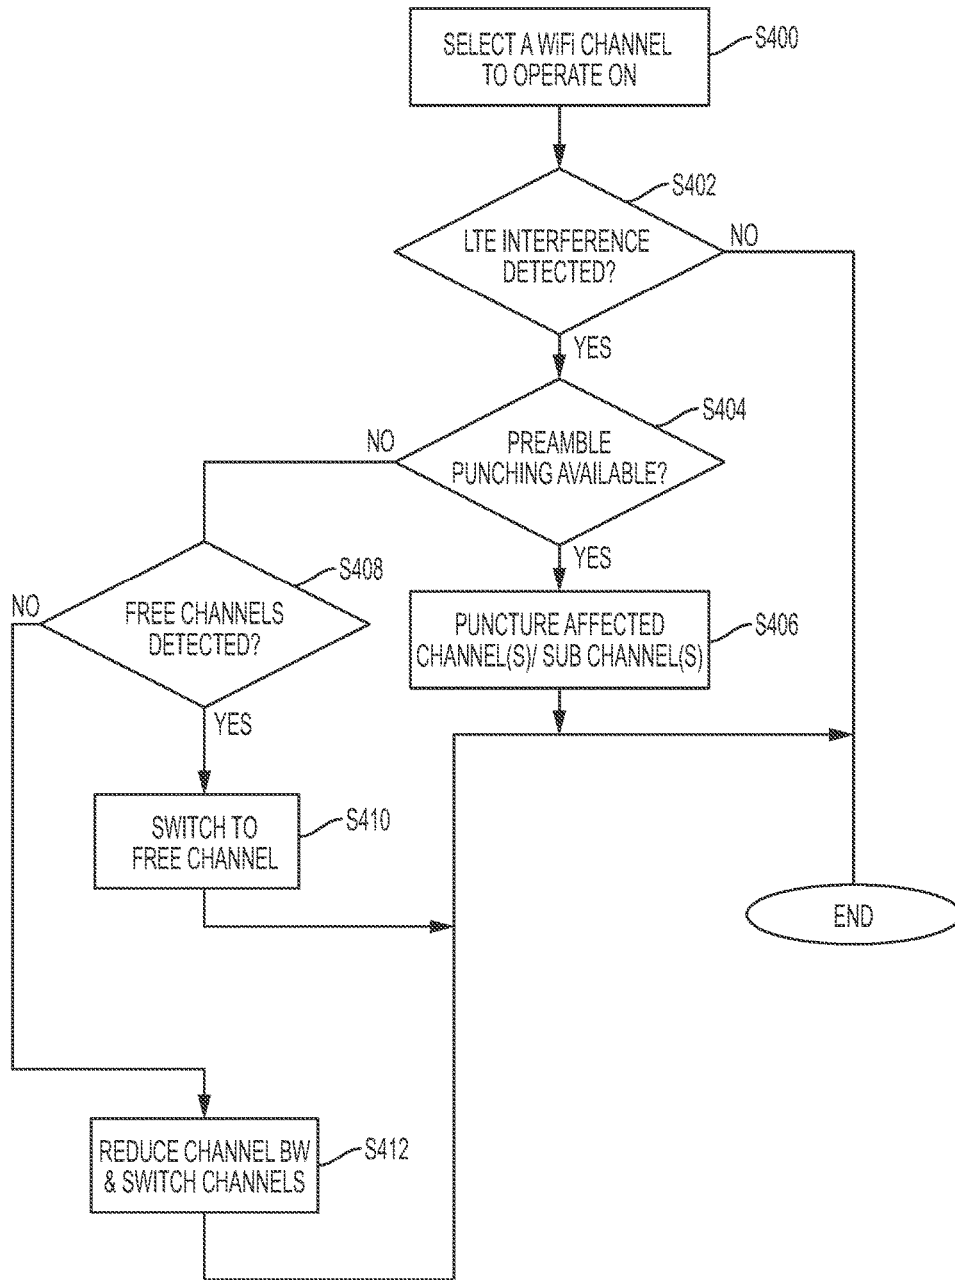 SELECT A WiFi CHANNEL
TO OPERATE ON
S400
LTE INTERFERENCE
DETECTED?
S402
NO
YES
PREAMBLE
PUNCHING AVAILABLE?
S404
NO
YES
FREE CHANNELS
DETECTED?
S408
NO
YES
PUNCTURE AFFECTED
CHANNEL(S)/ SUB CHANNEL(S)
S406
SWITCH TO
FREE CHANNEL
S410
END
REDUCE CHANNEL BW
& SWITCH CHANNELS
S412